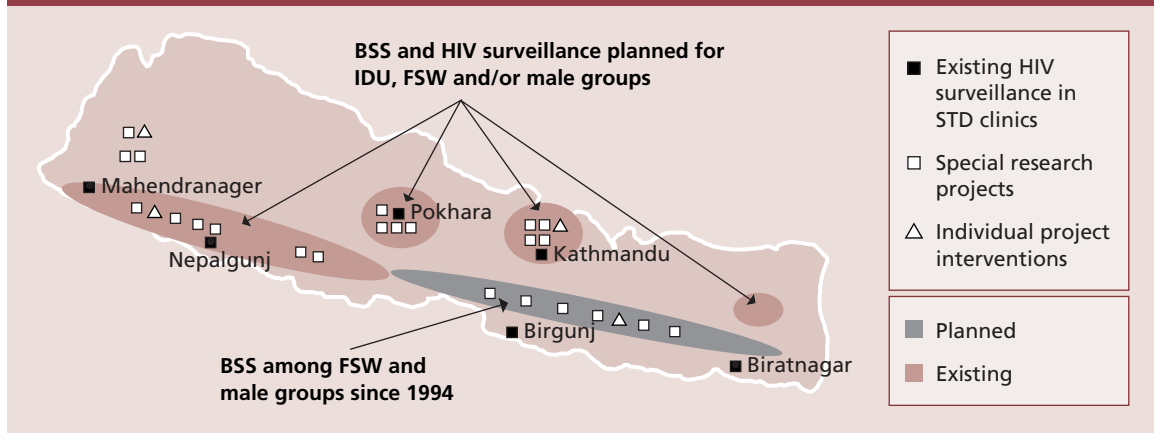 BSS and HIV surveillance planned for
IDU, FSW and/or male groups
Mahendranager
Pokhara
Nepalgunj
Kathmandu
Birgunj
Biratnagar
BSS among FSW and
male groups since 1994
Existing HIV
surveillance in
STD clinics
Special research
projects
Individual project
interventions
Planned
Existing